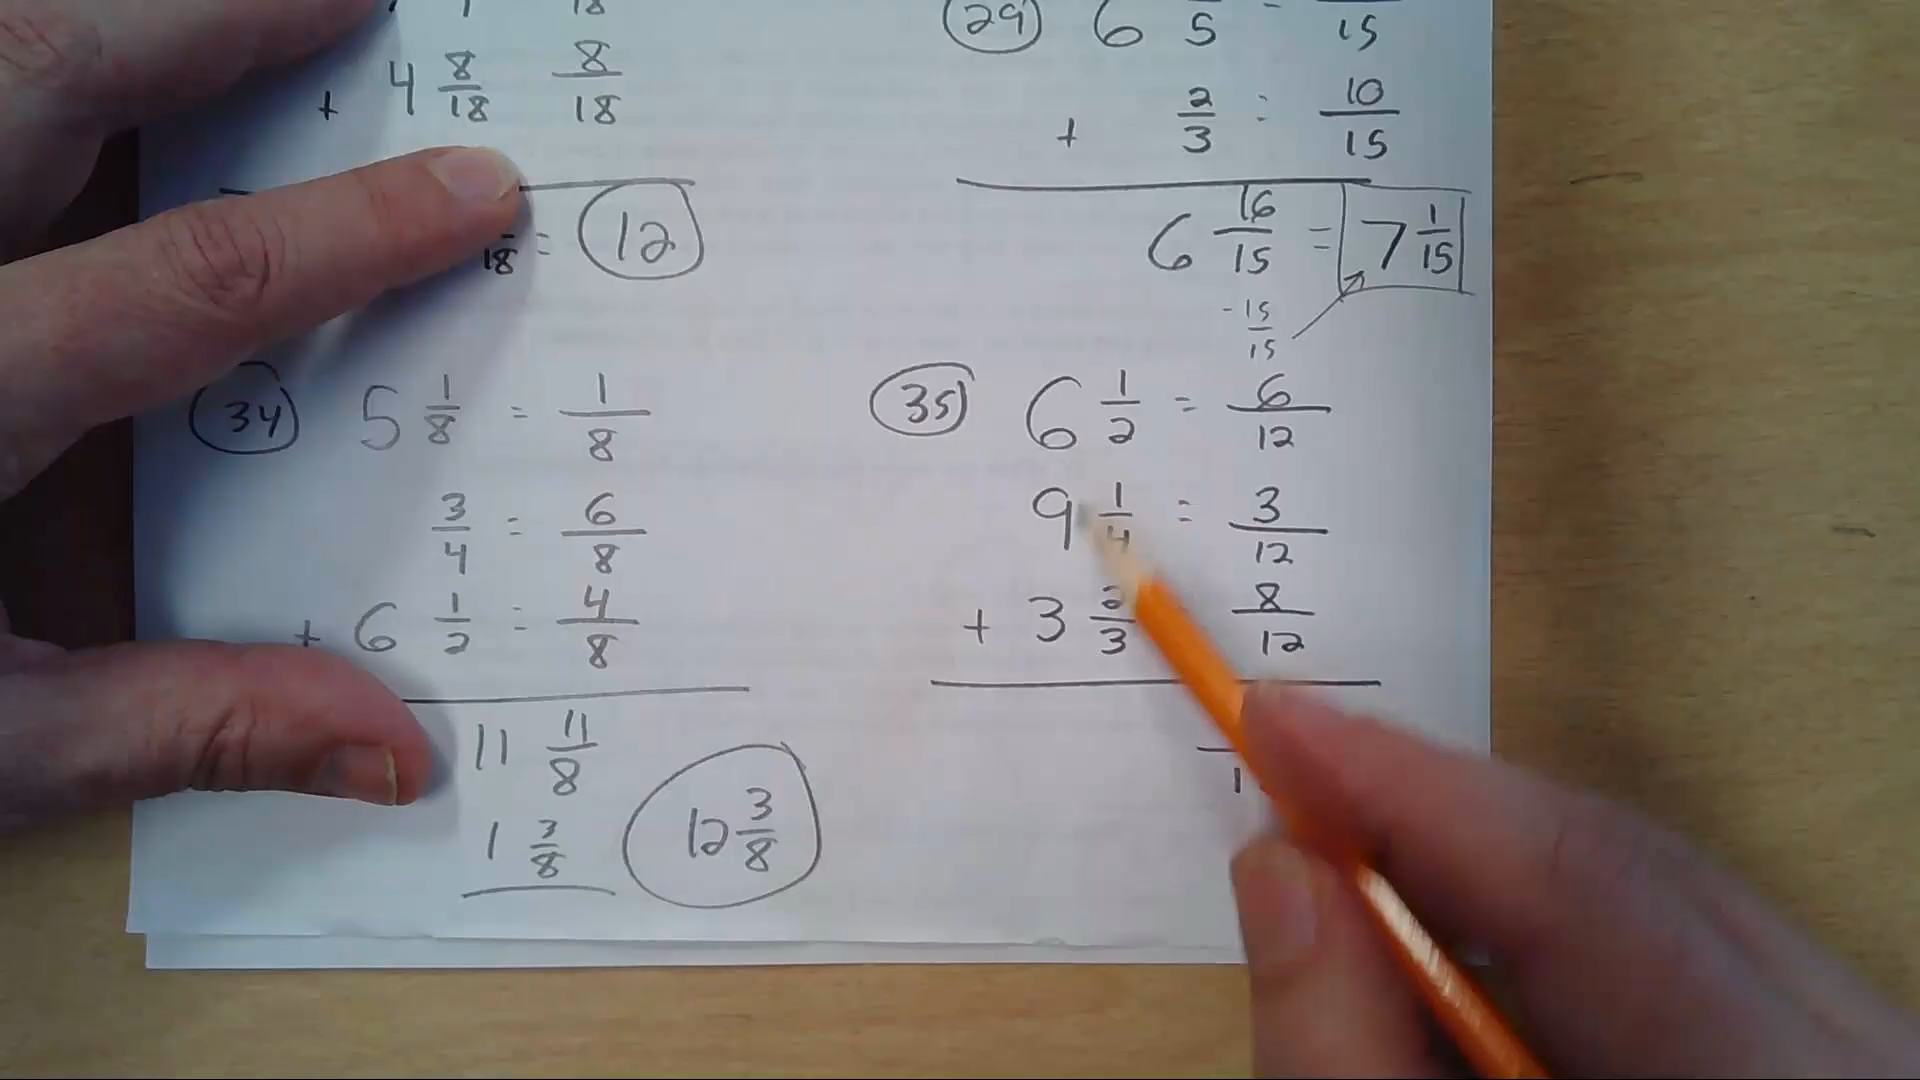 18
+ 4 8/18 8/18
18 = 12
29 6 /5 = /15
+ 2/3 = 10/15
6 16/15 = 7 1/15
- 15/15
34 5 1/8 = 1/8
3/4 = 6/8
+ 6 1/2 = 4/8
11 11/8
1 3/8
12 3/8
35 6 1/2 = 6/12
9 1/4 = 3/12
+ 3 2/3 8/12
1